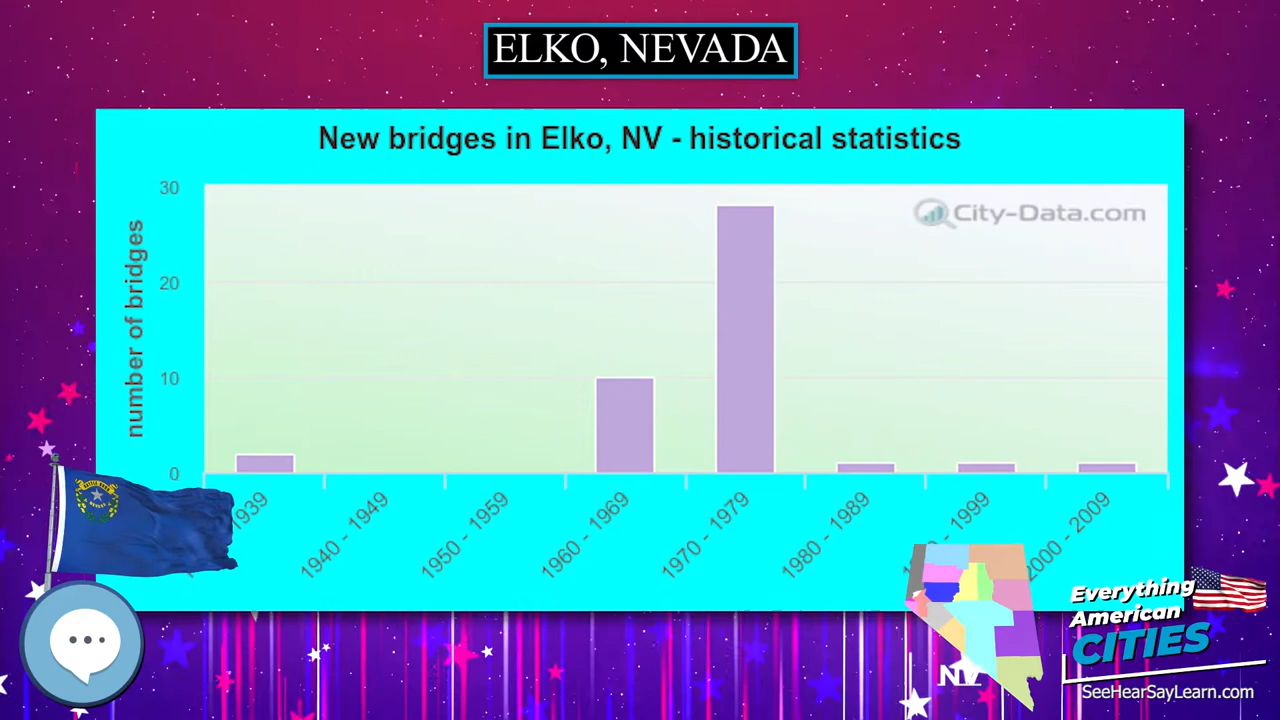 ELKO, NEVADA
New bridges in Elko, NV - historical statistics
City-Data.com
number of bridges
30
20
10
0
1939
1940 - 1949
1950 - 1959
1960 - 1969
1970 - 1979
1980 - 1989
- 1999
2000 - 2009
NV
Everything
American
CITIES
SeeHearSayLearn.com